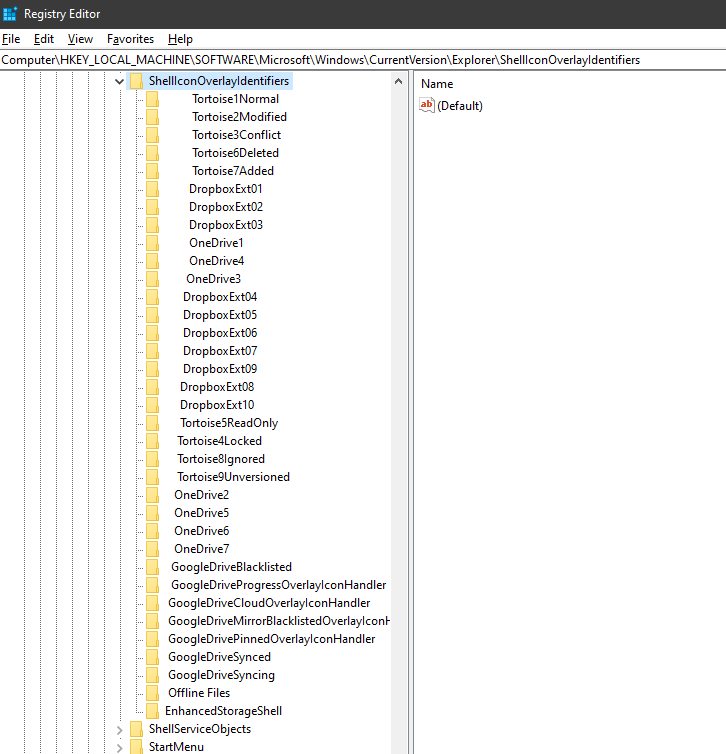 Registry Editor
File Edit View Favorites Help
Computer\HKEY_LOCAL_MACHINE\SOFTWARE\Microsoft\Windows\CurrentVersion\Explorer\ShellIconOverlayIdentifiers
ShellIconOverlayIdentifiers
Tortoise1Normal
Tortoise2Modified
Tortoise3Conflict
Tortoise6Deleted
Tortoise7Added
DropboxExt01
DropboxExt02
DropboxExt03
OneDrive1
OneDrive4
OneDrive3
DropboxExt04
DropboxExt05
DropboxExt06
DropboxExt07
DropboxExt09
DropboxExt08
DropboxExt10
Tortoise5ReadOnly
Tortoise4Locked
Tortoise8Ignored
Tortoise9Unversioned
OneDrive2
OneDrive5
OneDrive6
OneDrive7
GoogleDriveBlacklisted
GoogleDriveProgressOverlayIconHandler
GoogleDriveCloudOverlayIconHandler
GoogleDriveMirrorBlacklistedOverlayIconH
GoogleDrivePinnedOverlayIconHandler
GoogleDriveSynced
GoogleDriveSyncing
Offline Files
EnhancedStorageShell
ShellServiceObjects
StartMenu
Name
ab (Default)